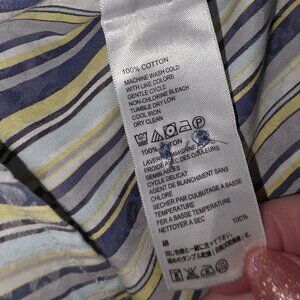 100% COTTON
MACHINE WASH COLD
WITH LIKE COLORS
GENTLE CYCLE
NON-CHLORINE BLEACH
TUMBLE DRY LOW
COOL IRON
DRY CLEAN
100% COTON
LAVER MACHINE
FROIDE AVEC DES COULEURS
SEMBLABLES
CYCLE DELICAT
AGENT DE BLANCHIMENT SANS
CHLORE
SECHER PAR CULBUTAGE A BASSE
TEMPERATURE
FER A BASSE TEMPERATURE
NETTOYER A SEC
綿 100%